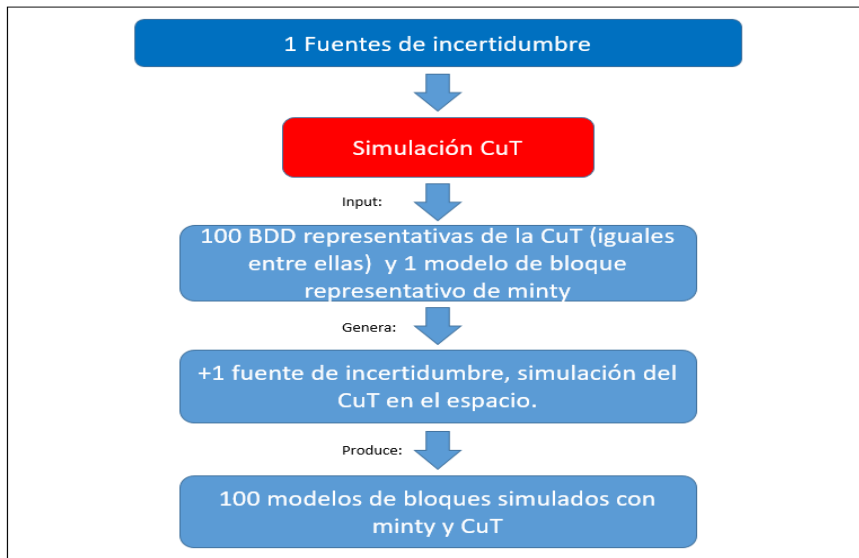 1 Fuentes de incertidumbre
Simulación CuT
Input:
100 BDD representativas de la CuT (iguales
entre ellas)  y 1 modelo de bloque
representativo de minty
Genera:
+1 fuente de incertidumbre, simulación del
CuT en el espacio.
Produce:
100 modelos de bloques simulados con
minty y CuT